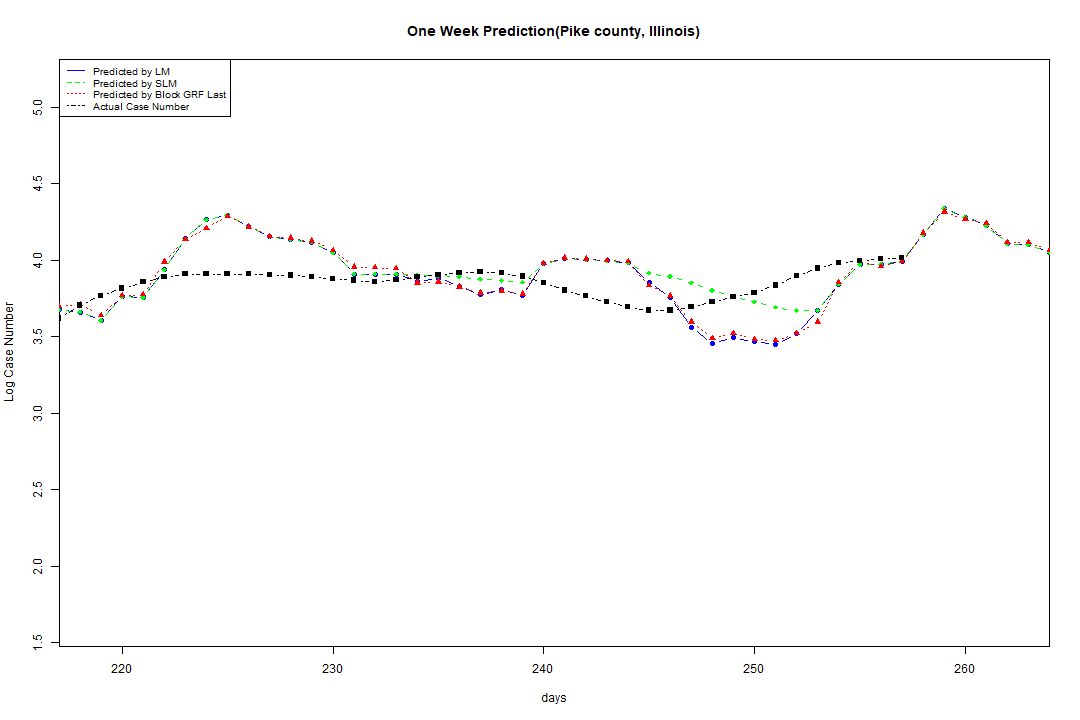 One Week Prediction(Pike county, Illinois)
Predicted by LM
Predicted by SLM
Predicted by Block GRF Last
Actual Case Number
5.0
4.5
4.0
3.5
3.0
2.5
2.0
1.5
Log Case Number
220 230 240 250 260
days